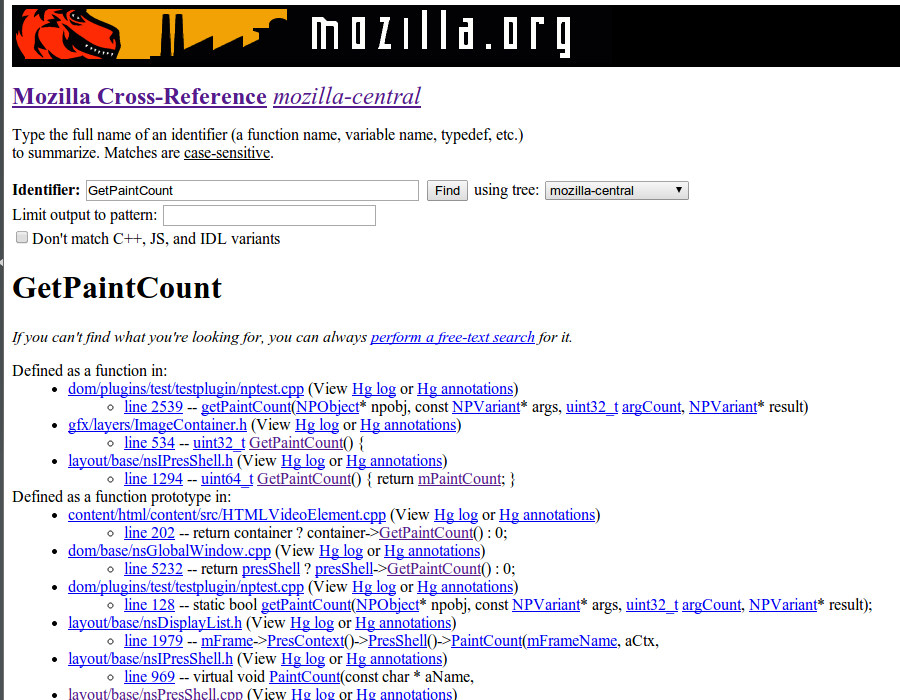 mozilla.org
Mozilla Cross-Reference mozilla-central
Type the full name of an identifier (a function name, variable name, typedef, etc.)
to summarize. Matches are case-sensitive.
Identifier: GetPaintCount Find using tree: mozilla-central
Limit output to pattern:
Don't match C++, JS, and IDL variants
GetPaintCount
If you can't find what you're looking for, you can always perform a free-text search for it.
Defined as a function in:
dom/plugins/test/testplugin/nptest.cpp (View Hg log or Hg annotations)
line 2539 -- getPaintCount(NPObject* npobj, const NPVariant* args, uint32_t argCount, NPVariant* result)
gfx/layers/ImageContainer.h (View Hg log or Hg annotations)
line 534 -- uint32_t GetPaintCount() {
layout/base/nsIPresShell.h (View Hg log or Hg annotations)
line 1294 -- uint64_t GetPaintCount() { return mPaintCount; }
Defined as a function prototype in:
content/html/content/src/HTMLVideoElement.cpp (View Hg log or Hg annotations)
line 202 -- return container ? container->GetPaintCount() : 0;
dom/base/nsGlobalWindow.cpp (View Hg log or Hg annotations)
line 5232 -- return presShell ? presShell->GetPaintCount() : 0;
dom/plugins/test/testplugin/nptest.cpp (View Hg log or Hg annotations)
line 128 -- static bool getPaintCount(NPObject* npobj, const NPVariant* args, uint32_t argCount, NPVariant* result);
layout/base/nsDisplayList.h (View Hg log or Hg annotations)
line 1979 -- mFrame->PresContext()->PresShell()->PaintCount(mFrameName, aCtx,
layout/base/nsIPresShell.h (View Hg log or Hg annotations)
line 969 -- virtual void PaintCount(const char * aName,
layout/base/nsPresShell.cpp (View Hg log or Hg annotations)